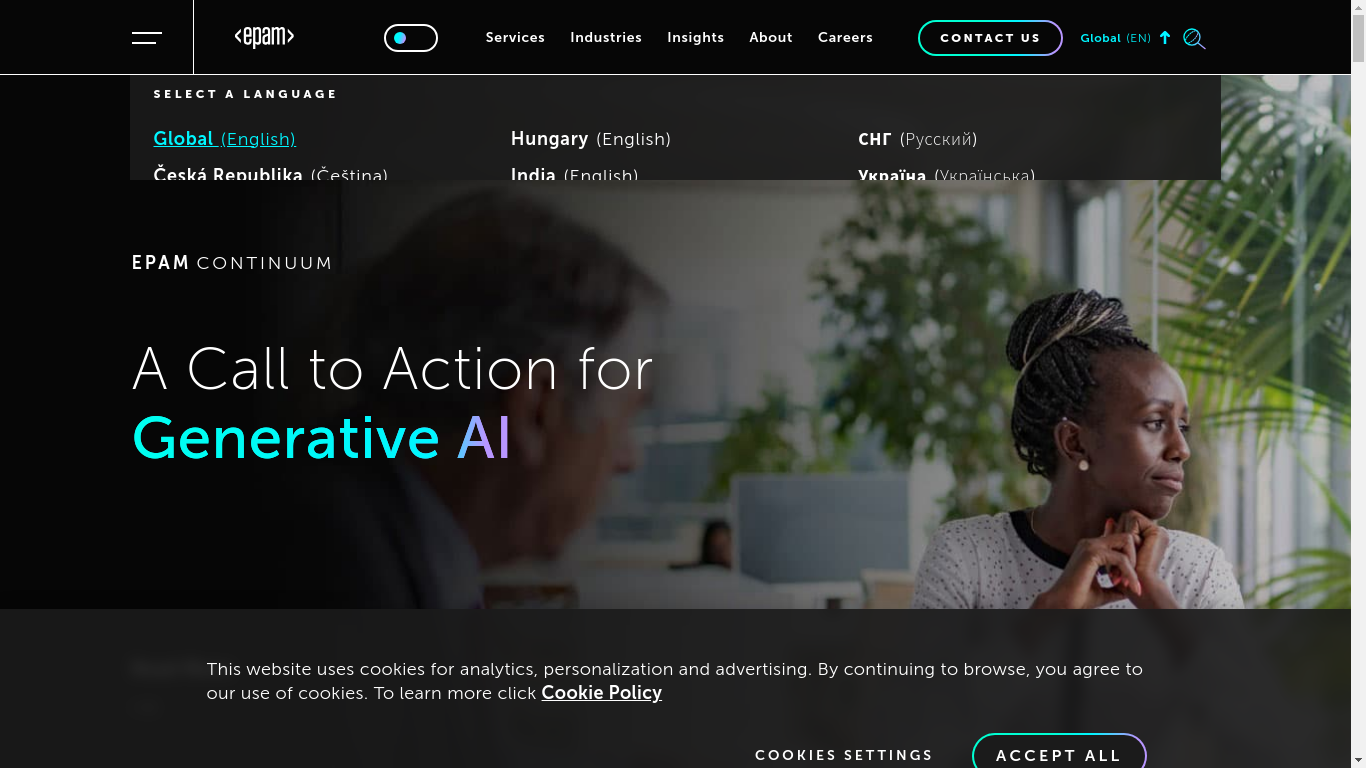 <epam>
Services Industries Insights About Careers
CONTACT US
Global (EN)
SELECT A LANGUAGE
Global (English) Hungary (English) СНГ (Русский)
Česká Republika (Čeština) India (English) Україна (Українська)
EPAM CONTINUUM
A Call to Action for
Generative AI
This website uses cookies for analytics, personalization and advertising. By continuing to browse, you agree to
our use of cookies. To learn more click Cookie Policy
COOKIES SETTINGS ACCEPT ALL